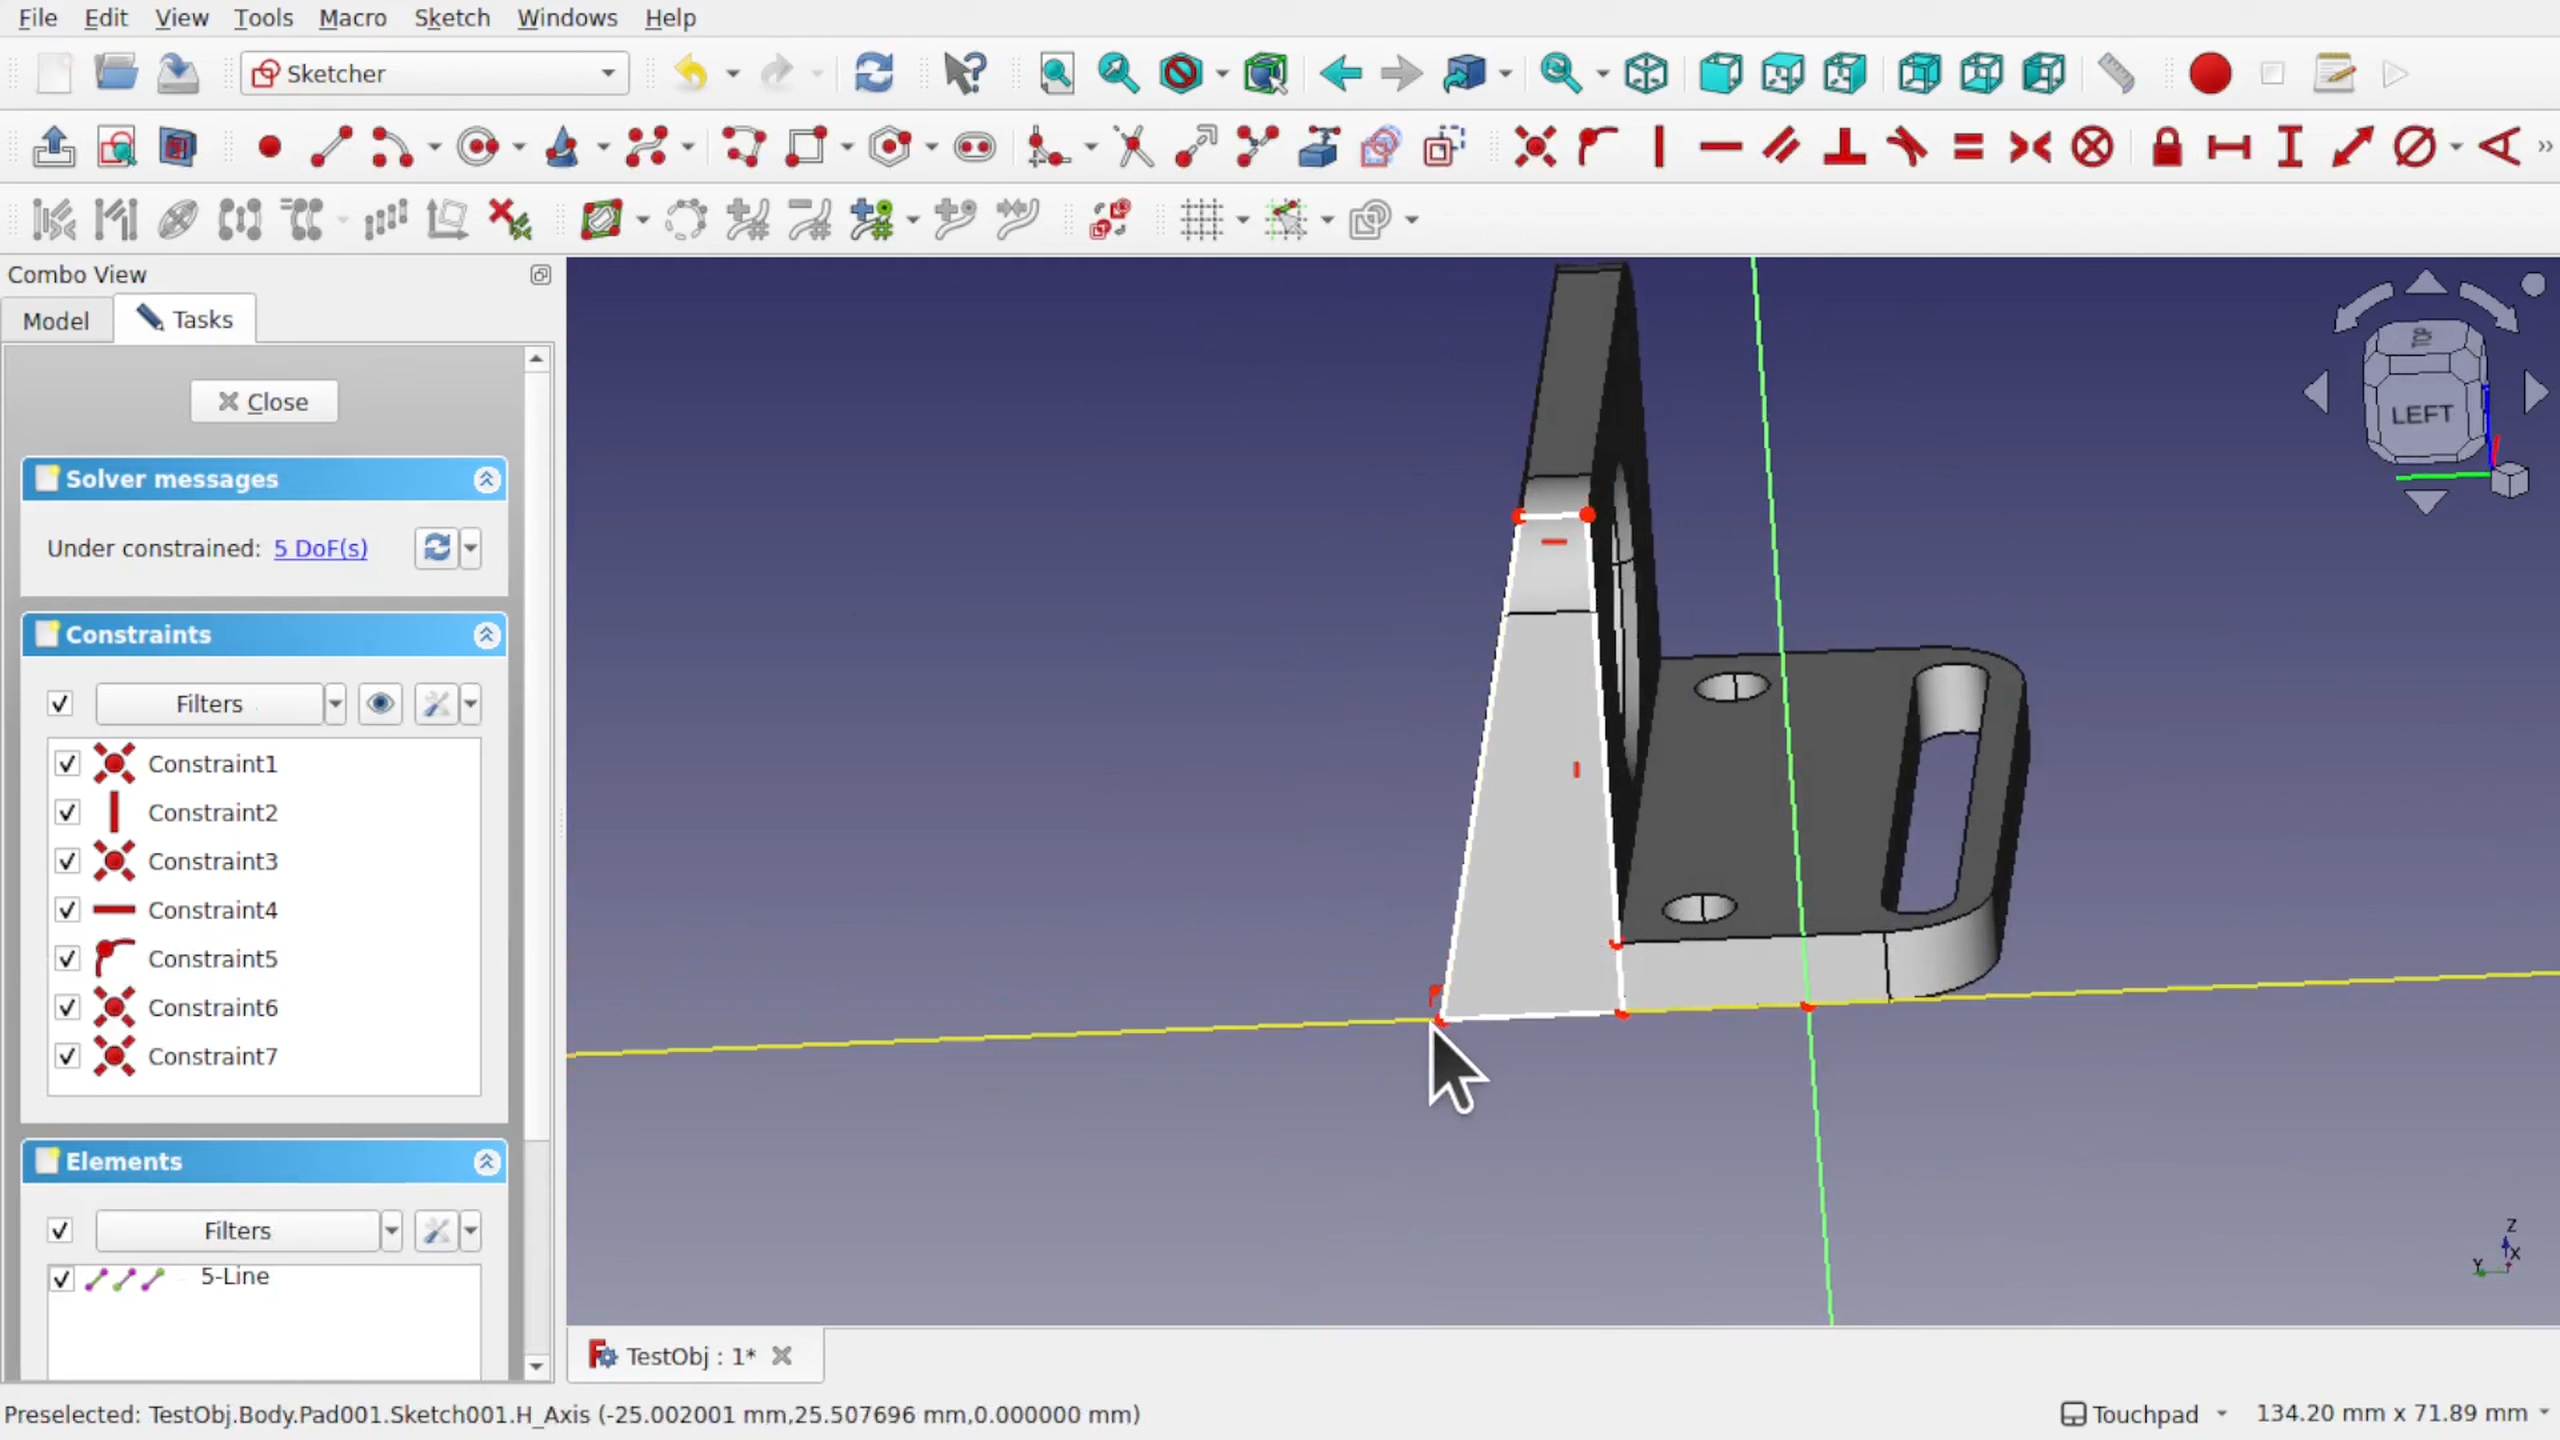 File Edit View Tools Macro Sketch Windows Help
Sketcher
Combo View
Model Tasks
Close
Solver messages
Under constrained: 5 DoF(s)
Constraints
Filters
Constraint1
Constraint2
Constraint3
Constraint4
Constraint5
Constraint6
Constraint7
Elements
Filters
5-Line
TOP
LEFT
Z
X
Y
TestObj : 1*
Preselected: TestObj.Body.Pad001.Sketch001.H_Axis (-25.002001 mm,25.507696 mm,0.000000 mm)
Touchpad 134.20 mm x 71.89 mm